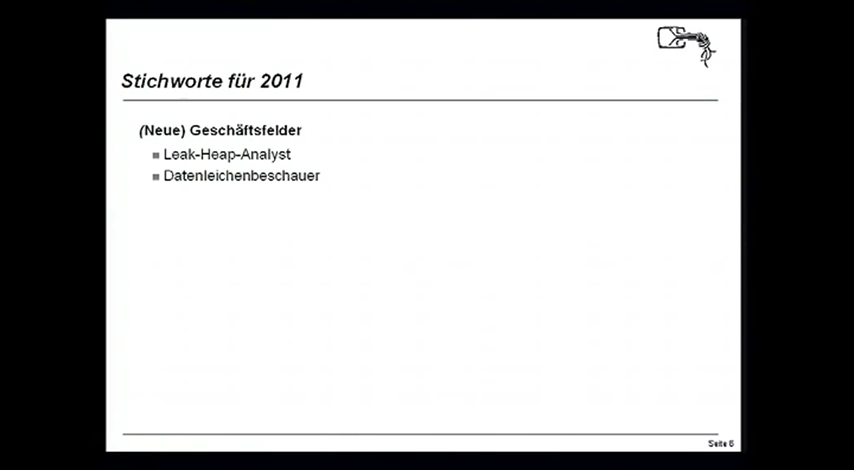 Stichworte für 2011
(Neue) Geschäftsfelder
Leak-Heap-Analyst
Datenleichenbeschauer
Seite 6